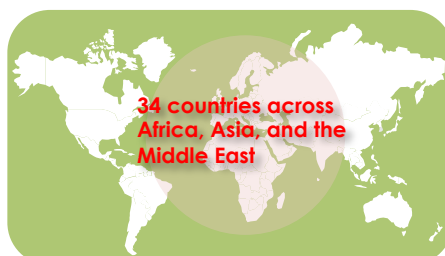 34 countries across
Africa, Asia, and the
Middle East